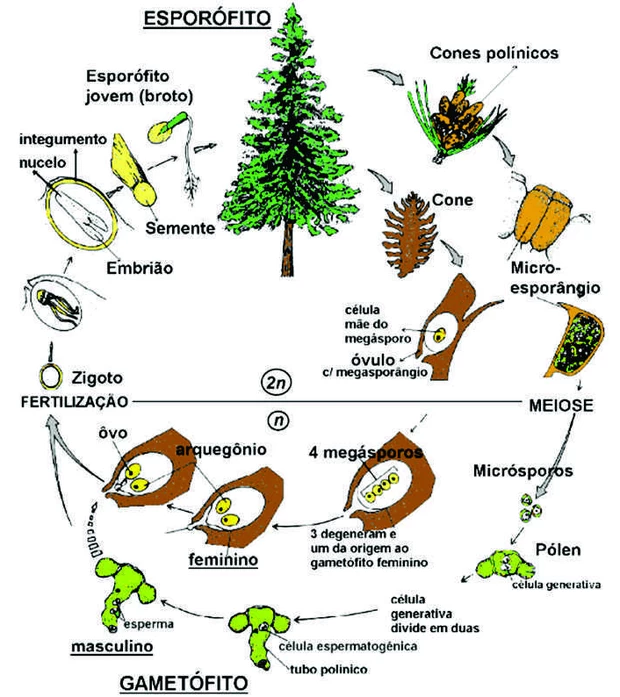 ESPORÓFITO
Cones polínicos
Esporófito
jovem (broto)
integumento
nucelo
Semente
Embrião
Cone
Micro-
esporângio
célula
mãe do
megásporo
óvulo
c/ megasporângio
Zigoto
2n
FERTILIZAÇÃO
MEIOSE
n
ôvo
arquegônio
4 megásporos
Micrósporos
3 degeneram e
um da origem ao
gametófito feminino
feminino
Pólen
célula generativa
célula
generativa
divide em duas
esperma
masculino
célula espermatogênica
tubo polínico
GAMETÓFITO